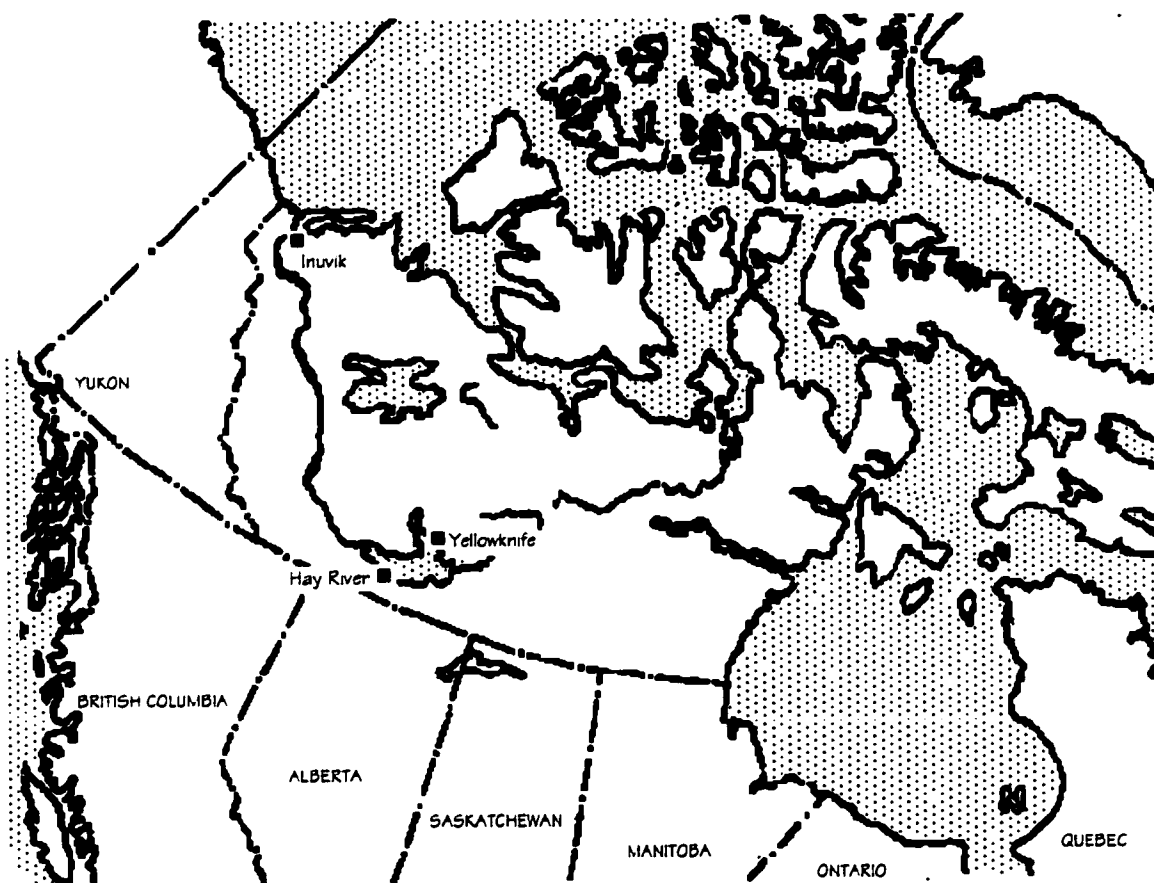 Inuvik
YUKON
Yellowknife
Hay River
BRITISH COLUMBIA
ALBERTA
SASKATCHEWAN
MANITOBA
ONTARIO
QUEBEC